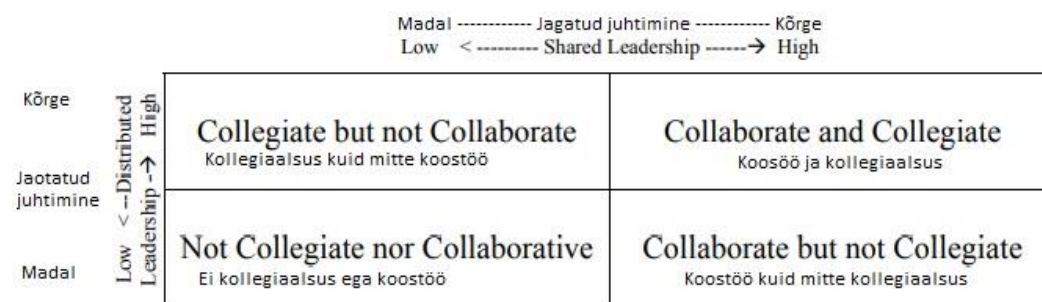 Madal ----------- Jagatud juhtimine ----------- Kõrge
Low < --------- Shared Leadership ------→ High
Kõrge
Jaotatud
juhtimine
Madal
Low < --Distributed
Leadership --→ High
Collegiate but not Collaborate
Kollegiaalsus kuid mitte koostöö
Collaborate and Collegiate
Koosöö ja kollegiaalsus
Not Collegiate nor Collaborative
Ei kollegiaalsus ega koostöö
Collaborate but not Collegiate
Koostöö kuid mitte kollegiaalsus